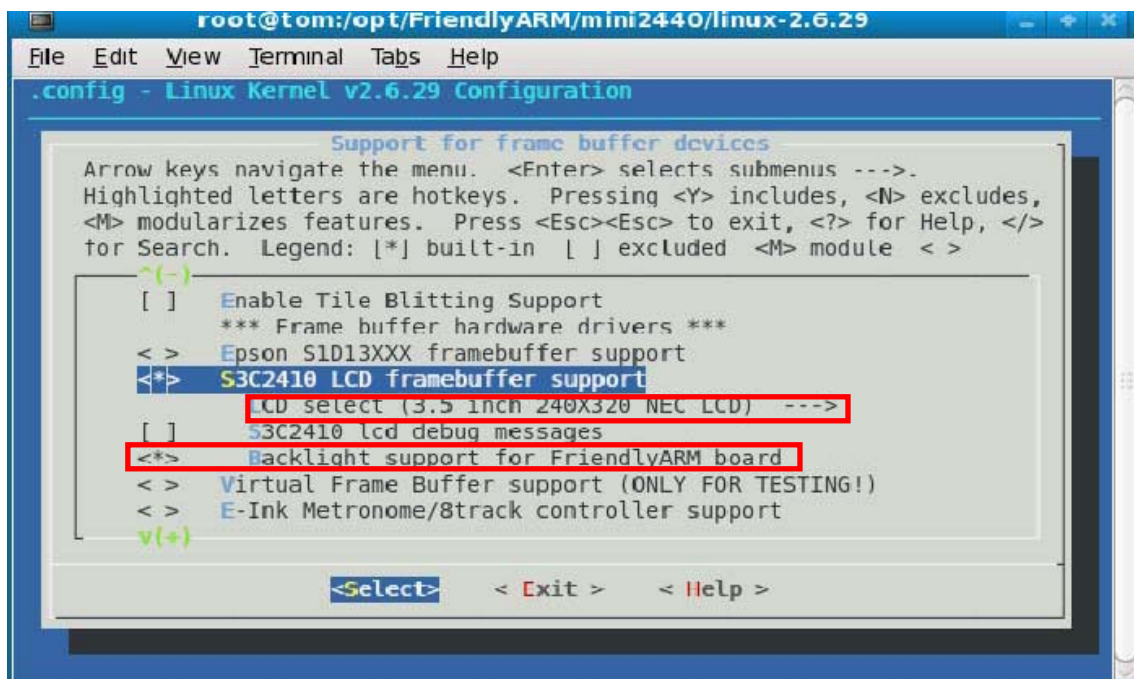 root@tom:/opt/FriendlyARM/mini2440/linux-2.6.29
File Edit View Terminal Tabs Help
.config - Linux Kernel v2.6.29 Configuration
Support for frame buffer devices
Arrow keys navigate the menu. <Enter> selects submenus --->.
Highlighted letters are hotkeys. Pressing <Y> includes, <N> excludes,
<M> modularizes features. Press <Esc><Esc> to exit, <?> for Help, </>
for Search. Legend: [*] built-in [ ] excluded <M> module < >
^(-)
[ ] Enable Tile Blitting Support
*** Frame buffer hardware drivers ***
< > Epson S1D13XXX framebuffer support
<*> S3C2410 LCD framebuffer support
LCD select (3.5 inch 240X320 NEC LCD) --->
[ ] S3C2410 lcd debug messages
<*> Backlight support for FriendlyARM board
< > Virtual Frame Buffer support (ONLY FOR TESTING!)
< > E-Ink Metronome/8track controller support
v(+)
<Select> < Exit > < Help >